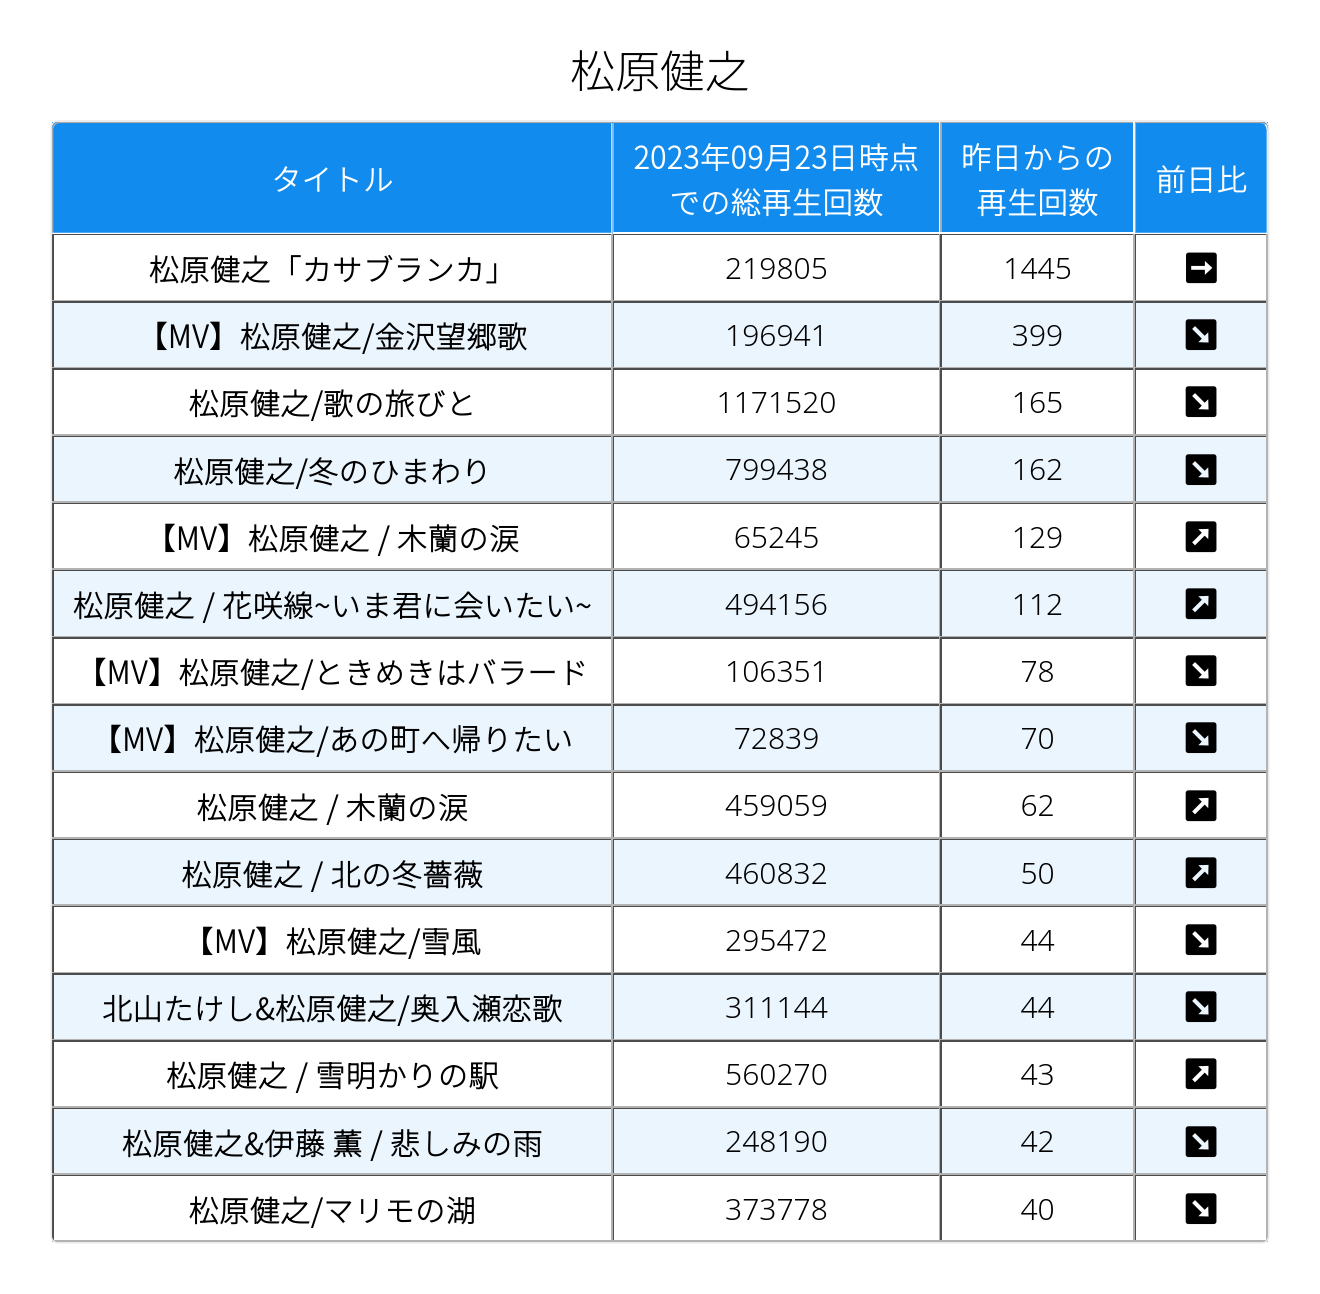 松原健之
タイトル
2023年09月23日時点
での総再生回数
昨日からの
再生回数
前日比
松原健之「カサブランカ」 219805 1445 ➡
【MV】松原健之/金沢望郷歌 196941 399 ↘
松原健之/歌の旅びと 1171520 165 ↘
松原健之/冬のひまわり 799438 162 ↘
【MV】松原健之 / 木蘭の涙 65245 129 ↗
松原健之 / 花咲線~いま君に会いたい~ 494156 112 ↗
【MV】松原健之/ときめきはバラード 106351 78 ↘
【MV】松原健之/あの町へ帰りたい 72839 70 ↘
松原健之 / 木蘭の涙 459059 62 ↗
松原健之 / 北の冬薔薇 460832 50 ↗
【MV】松原健之/雪風 295472 44 ↘
北山たけし&松原健之/奥入瀬恋歌 311144 44 ↘
松原健之 / 雪明かりの駅 560270 43 ↗
松原健之&伊藤 薫 / 悲しみの雨 248190 42 ↘
松原健之/マリモの湖 373778 40 ↘